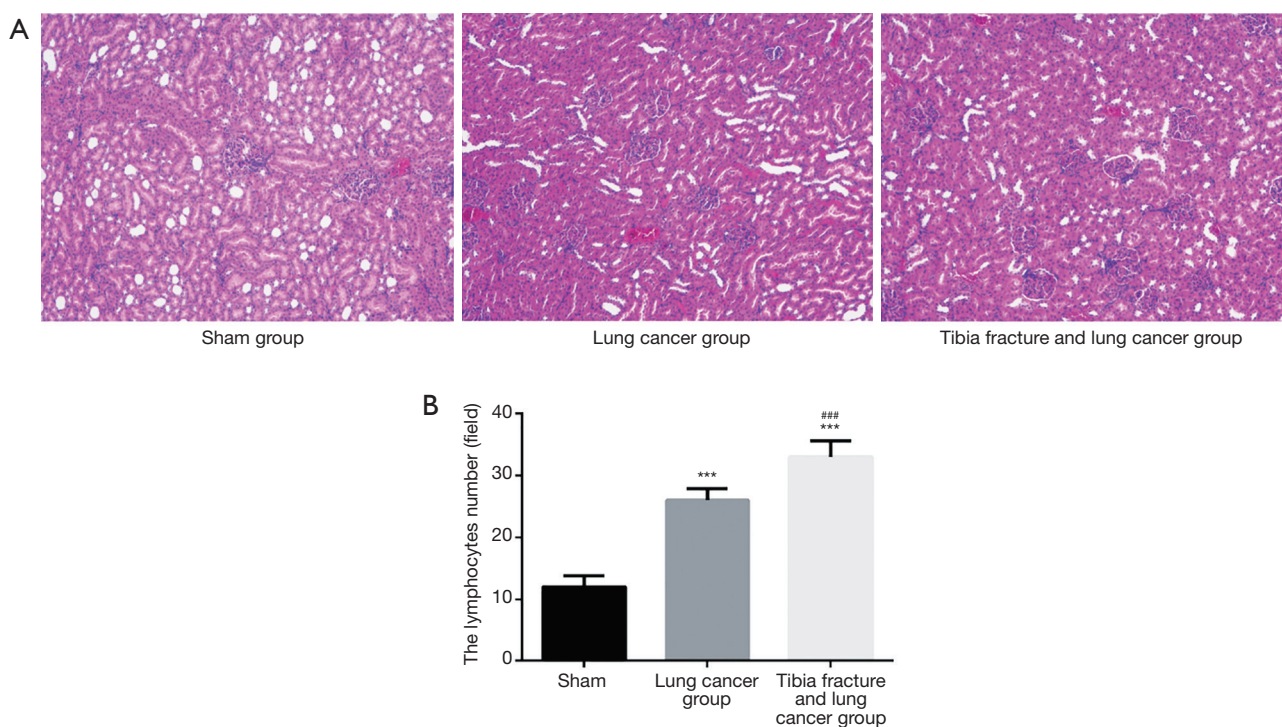 A
Sham group
Lung cancer group
Tibia fracture and lung cancer group
B
The lymphocytes number (field)
40
30
20
10
0
***
###
***
Sham
Lung cancer
group
Tibia fracture
and lung
cancer group